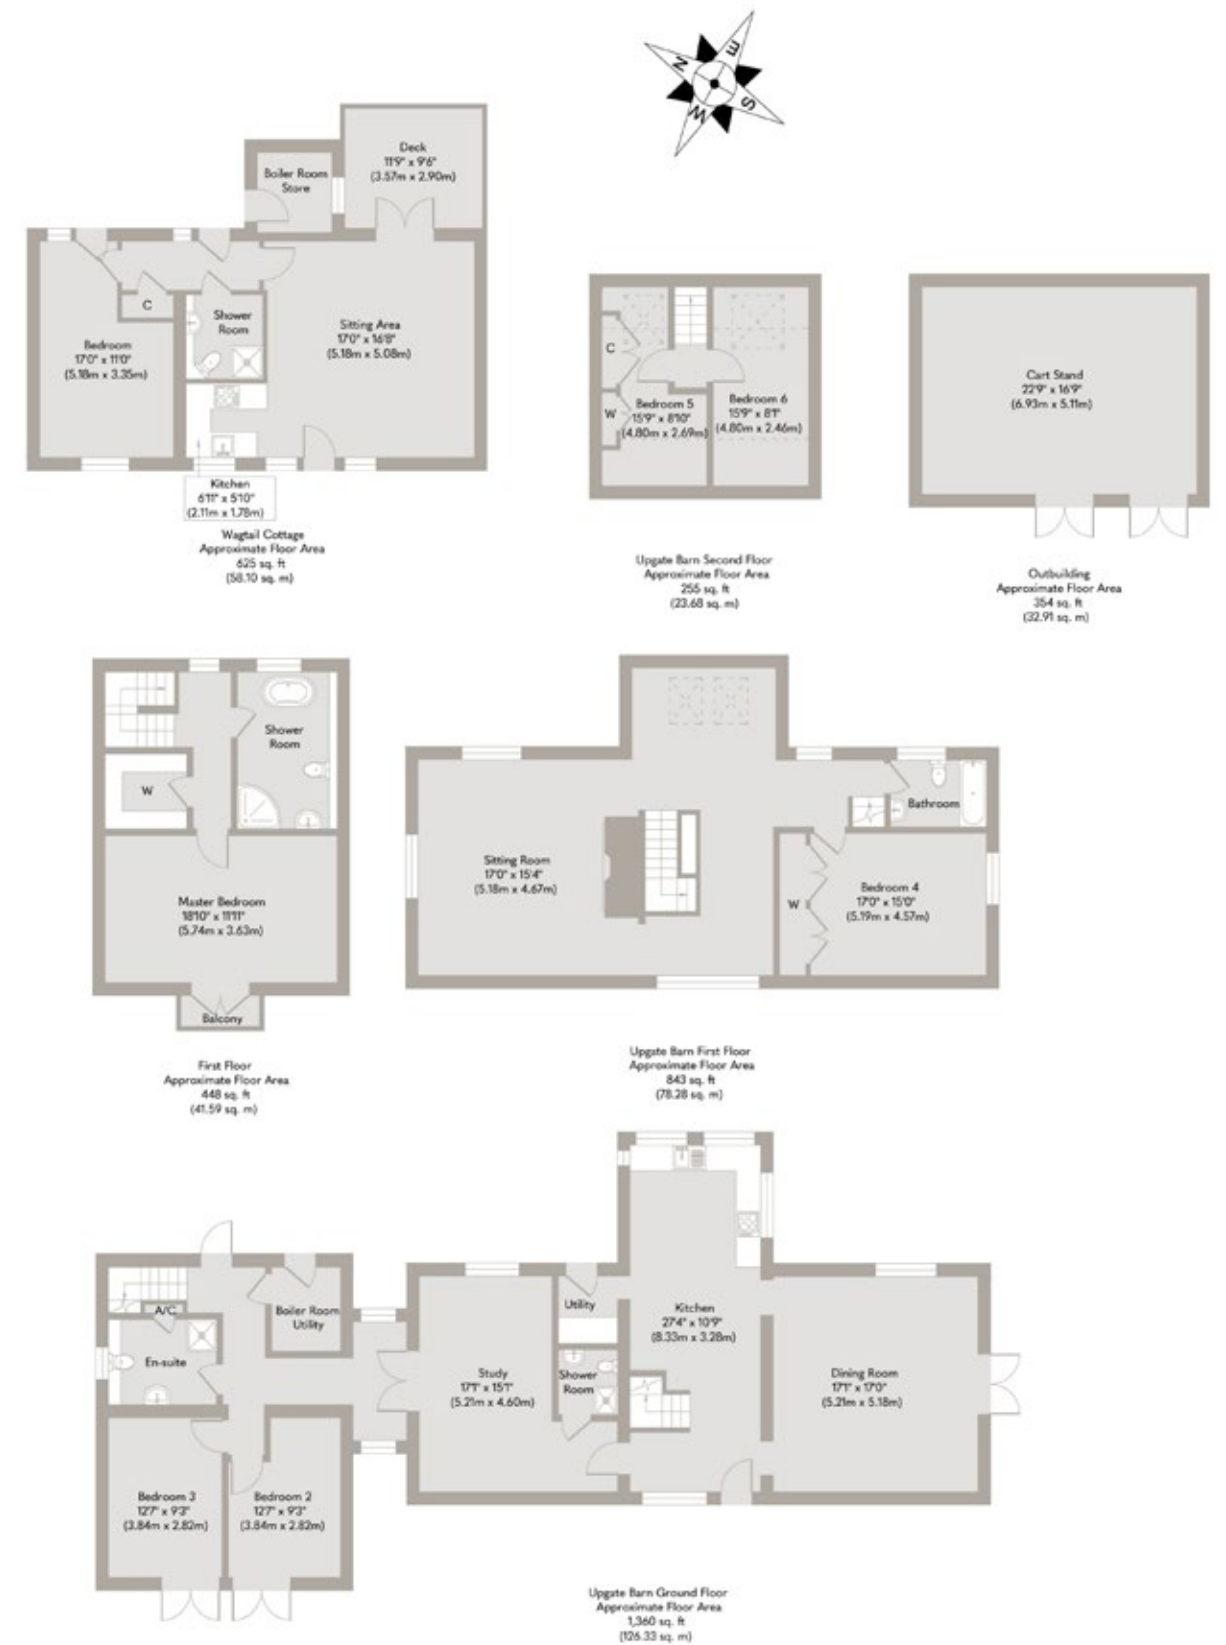 N
E
S
W
Deck
11'9" x 9'6"
(3.57m x 2.90m)
Boiler Room
Store
C
Shower
Room
Sitting Area
17'0" x 16'8"
(5.18m x 5.08m)
Bedroom
17'0" x 11'0"
(5.18m x 3.35m)
Kitchen
6'11" x 5'10"
(2.11m x 1.78m)
Wagtail Cottage
Approximate Floor Area
625 sq. ft
(58.10 sq. m)
C
W
Bedroom 5
15'9" x 8'10"
(4.80m x 2.69m)
Bedroom 6
15'9" x 8'1"
(4.80m x 2.46m)
Upgate Barn Second Floor
Approximate Floor Area
255 sq. ft
(23.68 sq. m)
Cart Stand
22'9" x 16'9"
(6.93m x 5.11m)
Outbuilding
Approximate Floor Area
354 sq. ft
(32.91 sq. m)
Shower
Room
W
Master Bedroom
18'10" x 11'11"
(5.74m x 3.63m)
Balcony
First Floor
Approximate Floor Area
448 sq. ft
(41.59 sq. m)
Sitting Room
17'0" x 15'4"
(5.18m x 4.67m)
Bathroom
W
Bedroom 4
17'0" x 15'0"
(5.19m x 4.57m)
Upgate Barn First Floor
Approximate Floor Area
843 sq. ft
(78.28 sq. m)
A/C
Boiler Room
Utility
En-suite
Bedroom 3
12'7" x 9'3"
(3.84m x 2.82m)
Bedroom 2
12'7" x 9'3"
(3.84m x 2.82m)
Study
17'1" x 15'1"
(5.21m x 4.60m)
Utility
Shower
Room
Kitchen
27'4" x 10'9"
(8.33m x 3.28m)
Dining Room
17'1" x 17'0"
(5.21m x 5.18m)
Upgate Barn Ground Floor
Approximate Floor Area
1,360 sq. ft
(126.33 sq. m)